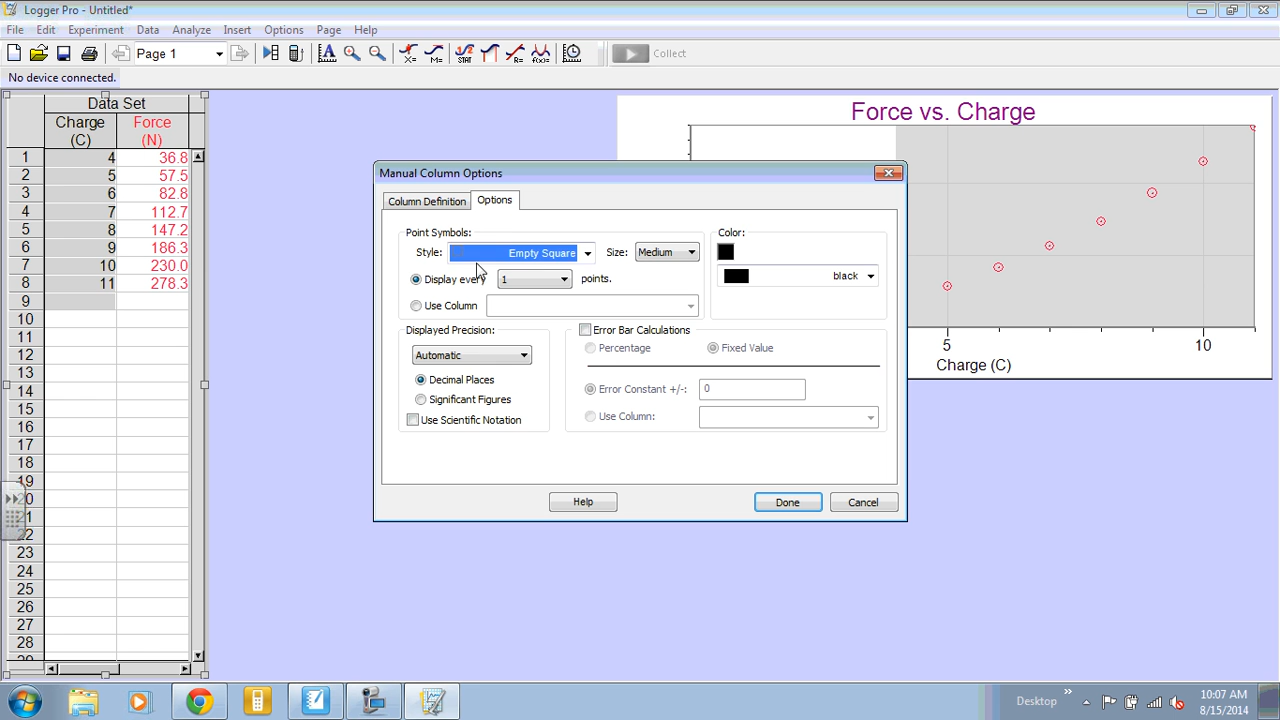 Logger Pro - Untitled*
File Edit Experiment Data Analyze Insert Options Page Help
Page 1 Collect
No device connected.
Data Set
Charge (C) Force (N)
1 4 36.8
2 5 57.5
3 6 82.8
4 7 112.7
5 8 147.2
6 9 186.3
7 10 230.0
8 11 278.3
9
10
11
12
13
14
15
16
17
18
19
20
21
22
23
24
25
26
27
28
Force vs. Charge
5 10
Charge (C)
Manual Column Options
Column Definition Options
Point Symbols:
Style: Empty Square Size: Medium
Display every 1 points.
Use Column
Color:
black
Displayed Precision:
Automatic
Decimal Places
Significant Figures
Use Scientific Notation
Error Bar Calculations
Percentage Fixed Value
Error Constant +/-: 0
Use Column:
Help Done Cancel
Desktop
10:07 AM
8/15/2014